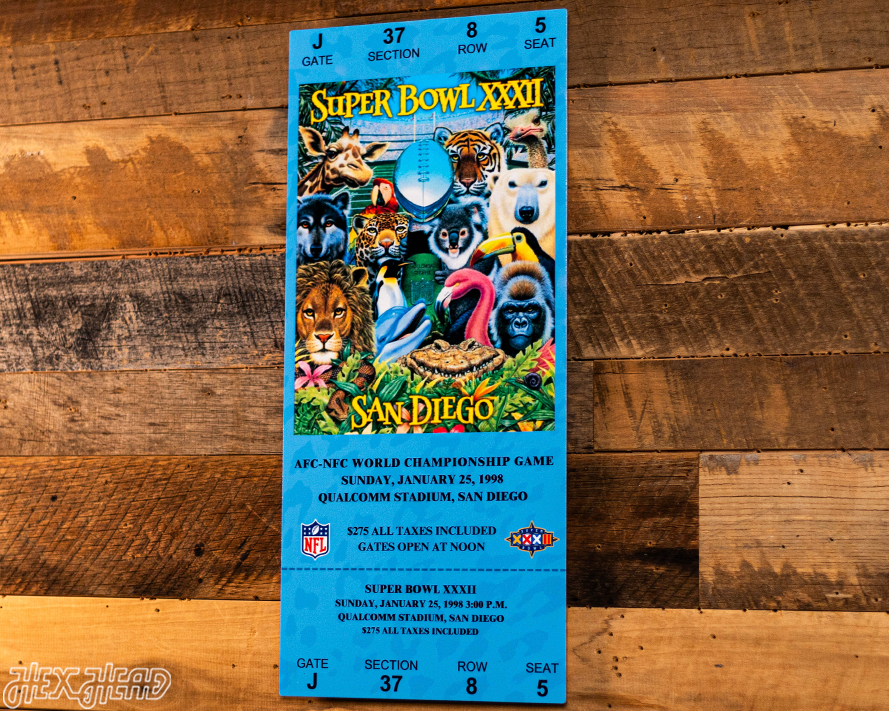 J 37 8 5
GATE SECTION ROW SEAT
SUPER BOWL XXXII
SAN DIEGO
AFC-NFC WORLD CHAMPIONSHIP GAME
SUNDAY, JANUARY 25, 1998
QUALCOMM STADIUM, SAN DIEGO
$275 ALL TAXES INCLUDED
GATES OPEN AT NOON
NFL
XXXII
SUPER BOWL XXXII
SUNDAY, JANUARY 25, 1998 3:00 P.M.
QUALCOMM STADIUM, SAN DIEGO
$275 ALL TAXES INCLUDED
GATE SECTION ROW SEAT
J 37 8 5
HEX HEAD